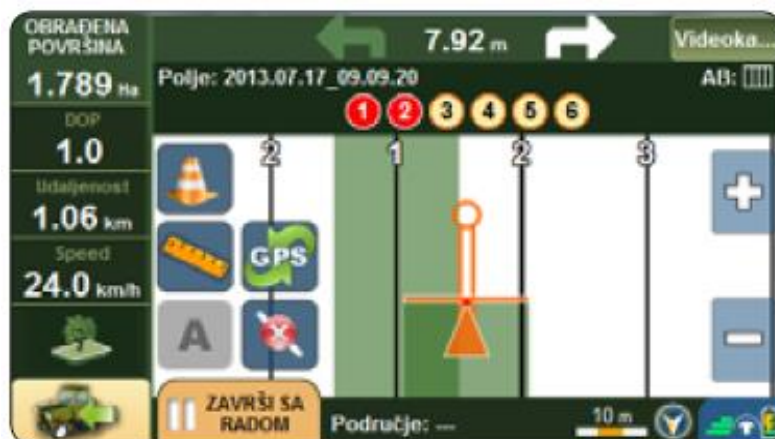 OBRAĐENA
POVRŠINA
1.789 Ha
DOP
1.0
Udaljenost
1.06 km
Speed
24.0 km/h
7.92 m
Videoka...
Polje: 2013.07.17_09.09.20
AB:
1 2 3 4 5 6
2 1 2 3
GPS
A
ZAVRŠI SA
RADOM
Područje: ---
10 m